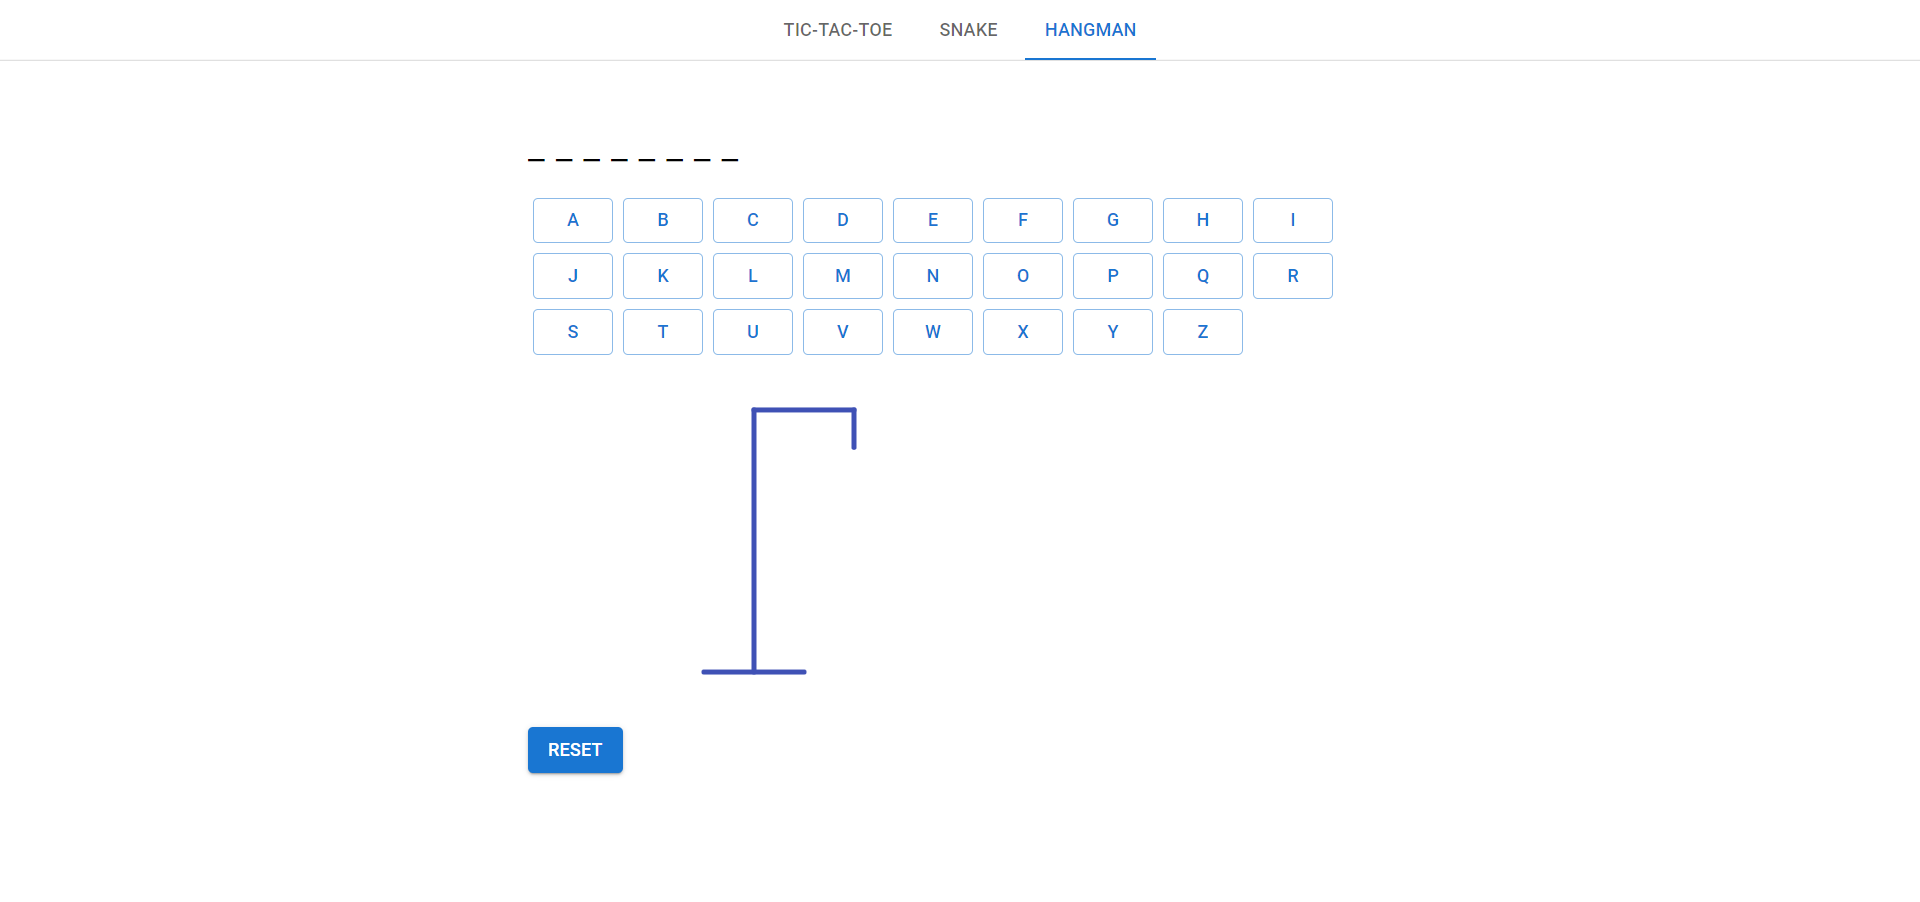 TIC-TAC-TOE SNAKE HANGMAN
_ _ _ _ _ _ _ _
A B C D E F G H I
J K L M N O P Q R
S T U V W X Y Z
RESET